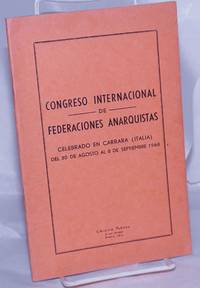 CONGRESO INTERNACIONAL
DE
FEDERACIONES ANARQUISTAS
CELEBRADO EN CARRARA (ITALIA)
DEL 30 DE AGOSTO AL 8 DE SEPTIEMBRE 1968